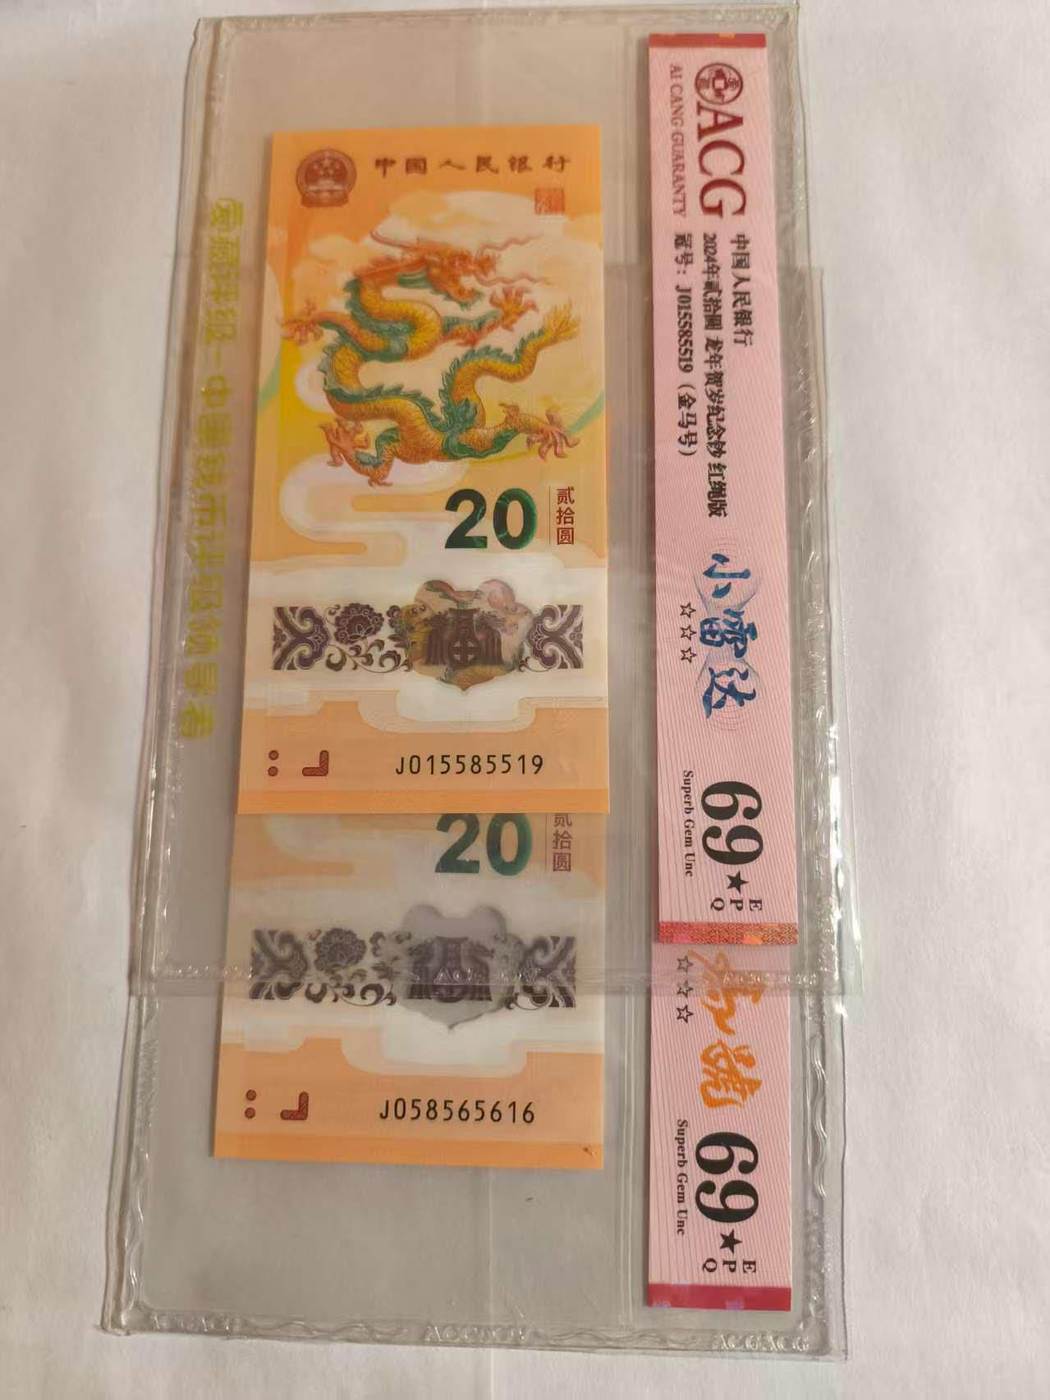 中国人民银行
20
贰拾圆
J015585519
20
贰拾圆
J058565616
ACG
AI CANG GUARANTY
中国人民银行
2024年贰拾圆 龙年贺岁纪念钞 红绳版
冠号：J015585519（金马号）
小雷达
☆☆☆
69★EPQ
Superb Gem Unc
☆☆☆
69★EPQ
Superb Gem Unc